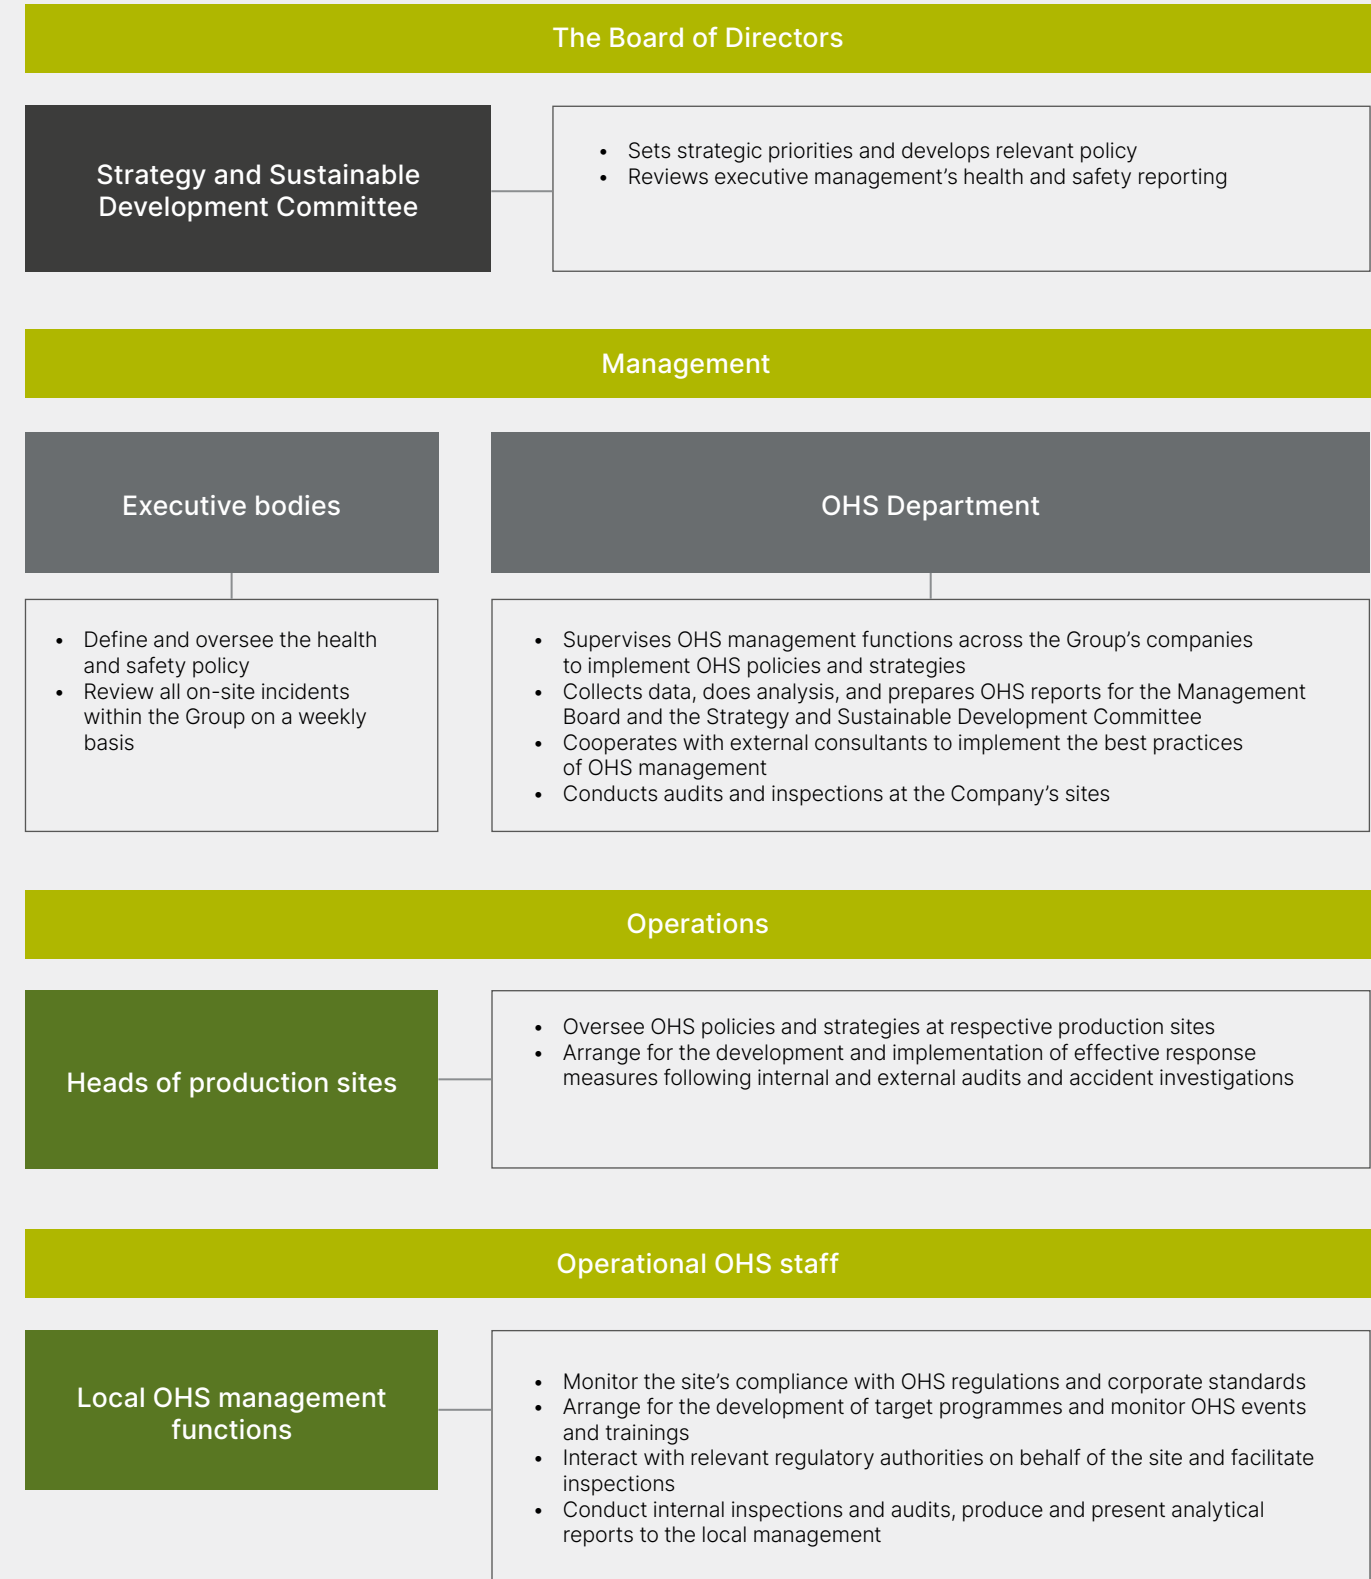 The Board of Directors
Strategy and Sustainable
Development Committee
• Sets strategic priorities and develops relevant policy
• Reviews executive management’s health and safety reporting
Management
Executive bodies
• Define and oversee the health
and safety policy
• Review all on-site incidents
within the Group on a weekly
basis
OHS Department
• Supervises OHS management functions across the Group’s companies
to implement OHS policies and strategies
• Collects data, does analysis, and prepares OHS reports for the Management
Board and the Strategy and Sustainable Development Committee
• Cooperates with external consultants to implement the best practices
of OHS management
• Conducts audits and inspections at the Company’s sites
Operations
Heads of production sites
• Oversee OHS policies and strategies at respective production sites
• Arrange for the development and implementation of effective response
measures following internal and external audits and accident investigations
Operational OHS staff
Local OHS management
functions
• Monitor the site’s compliance with OHS regulations and corporate standards
• Arrange for the development of target programmes and monitor OHS events
and trainings
• Interact with relevant regulatory authorities on behalf of the site and facilitate
inspections
• Conduct internal inspections and audits, produce and present analytical
reports to the local management